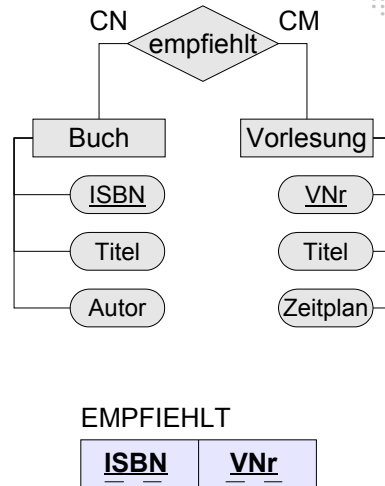 CN CM
empfiehlt
Buch Vorlesung
ISBN VNr
Titel Titel
Autor Zeitplan
EMPFIEHLT
ISBN VNr